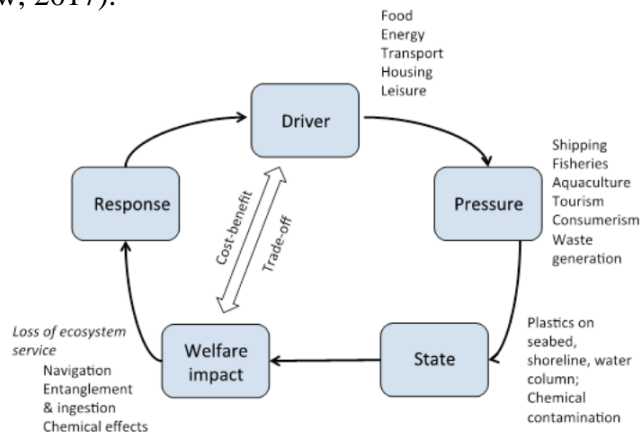 w, 2017).
Food
Energy
Transport
Housing
Leisure
Driver
Shipping
Fisheries
Aquaculture
Tourism
Consumerism
Waste
generation
Pressure
Response
Cost-benefit
Trade-off
Plastics on
seabed,
shoreline, water
column;
Chemical
contamination
State
Welfare
impact
Loss of ecosystem
service
Navigation
Entanglement
& ingestion
Chemical effects